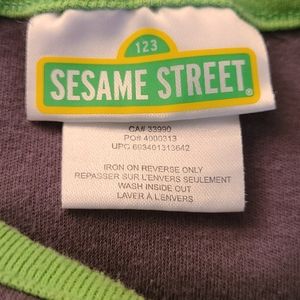 123
SESAME STREET®
CA# 33990
PO# 4000313
UPC 603401313642
IRON ON REVERSE ONLY
REPASSER SUR L'ENVERS SEULEMENT
WASH INSIDE OUT
LAVER À L'ENVERS